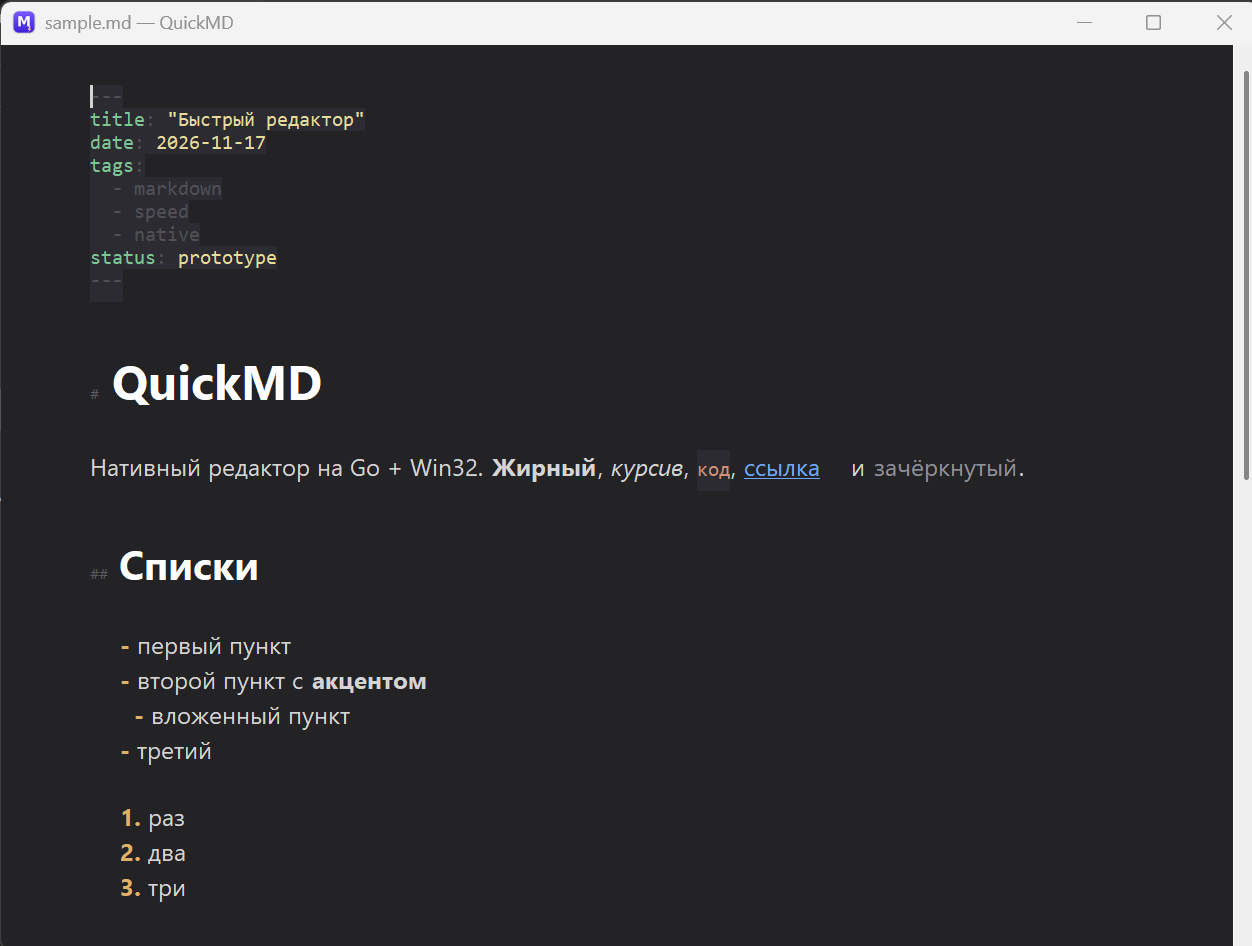 sample.md — QuickMD
---
title: "Быстрый редактор"
date: 2026-11-17
tags:
  - markdown
  - speed
  - native
status: prototype
---
# QuickMD
Нативный редактор на Go + Win32. Жирный, курсив, код, ссылка и зачёркнутый.
## Списки
- первый пункт
- второй пункт с акцентом
  - вложенный пункт
- третий
1. раз
2. два
3. три